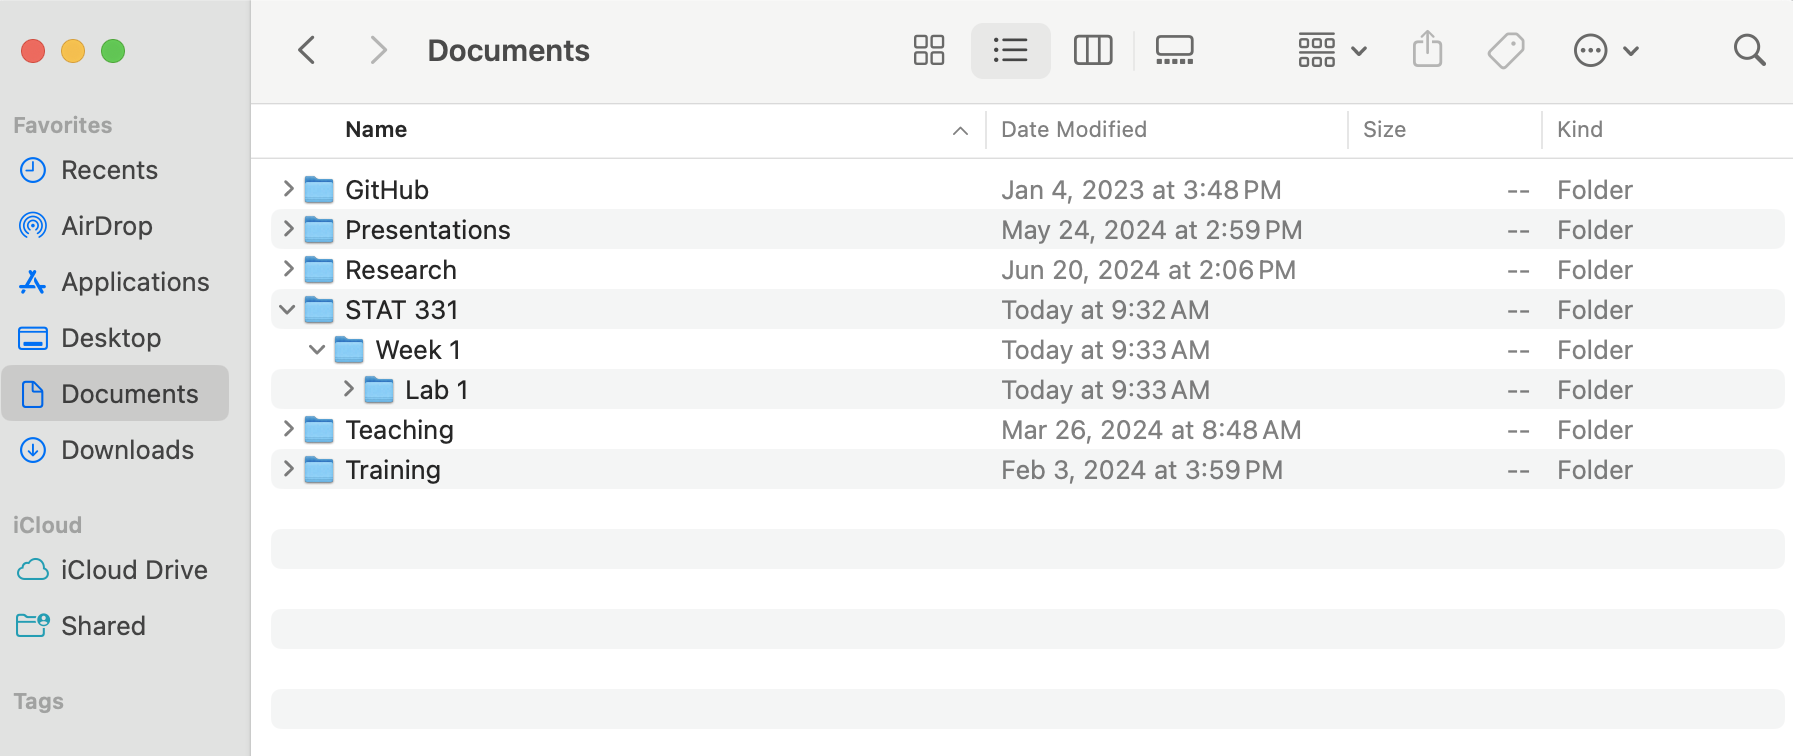 Documents
Favorites
Recents
AirDrop
Applications
Desktop
Documents
Downloads
iCloud
iCloud Drive
Shared
Tags
Name Date Modified Size Kind
GitHub Jan 4, 2023 at 3:48 PM -- Folder
Presentations May 24, 2024 at 2:59 PM -- Folder
Research Jun 20, 2024 at 2:06 PM -- Folder
STAT 331 Today at 9:32 AM -- Folder
Week 1 Today at 9:33 AM -- Folder
Lab 1 Today at 9:33 AM -- Folder
Teaching Mar 26, 2024 at 8:48 AM -- Folder
Training Feb 3, 2024 at 3:59 PM -- Folder